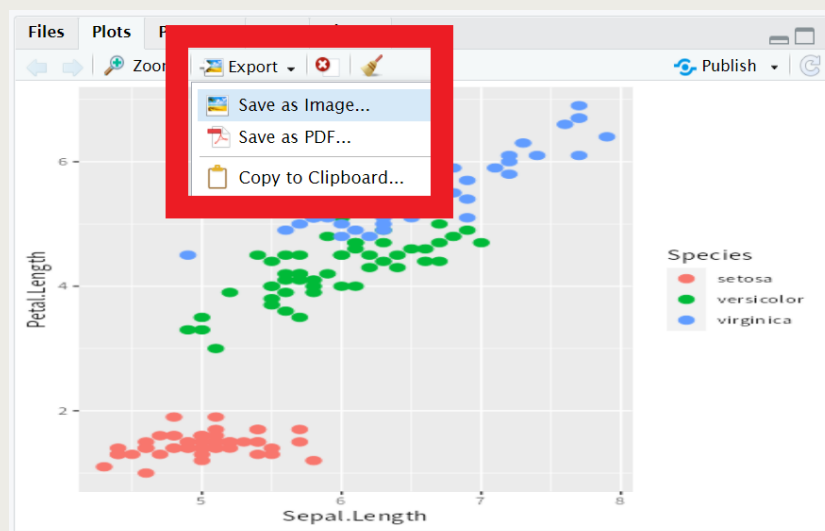 Files Plots
Export Publish
Save as Image...
Save as PDF...
Copy to Clipboard...
6
4
2
Petal.Length
5 6 7 8
Sepal.Length
Species
setosa
versicolor
virginica